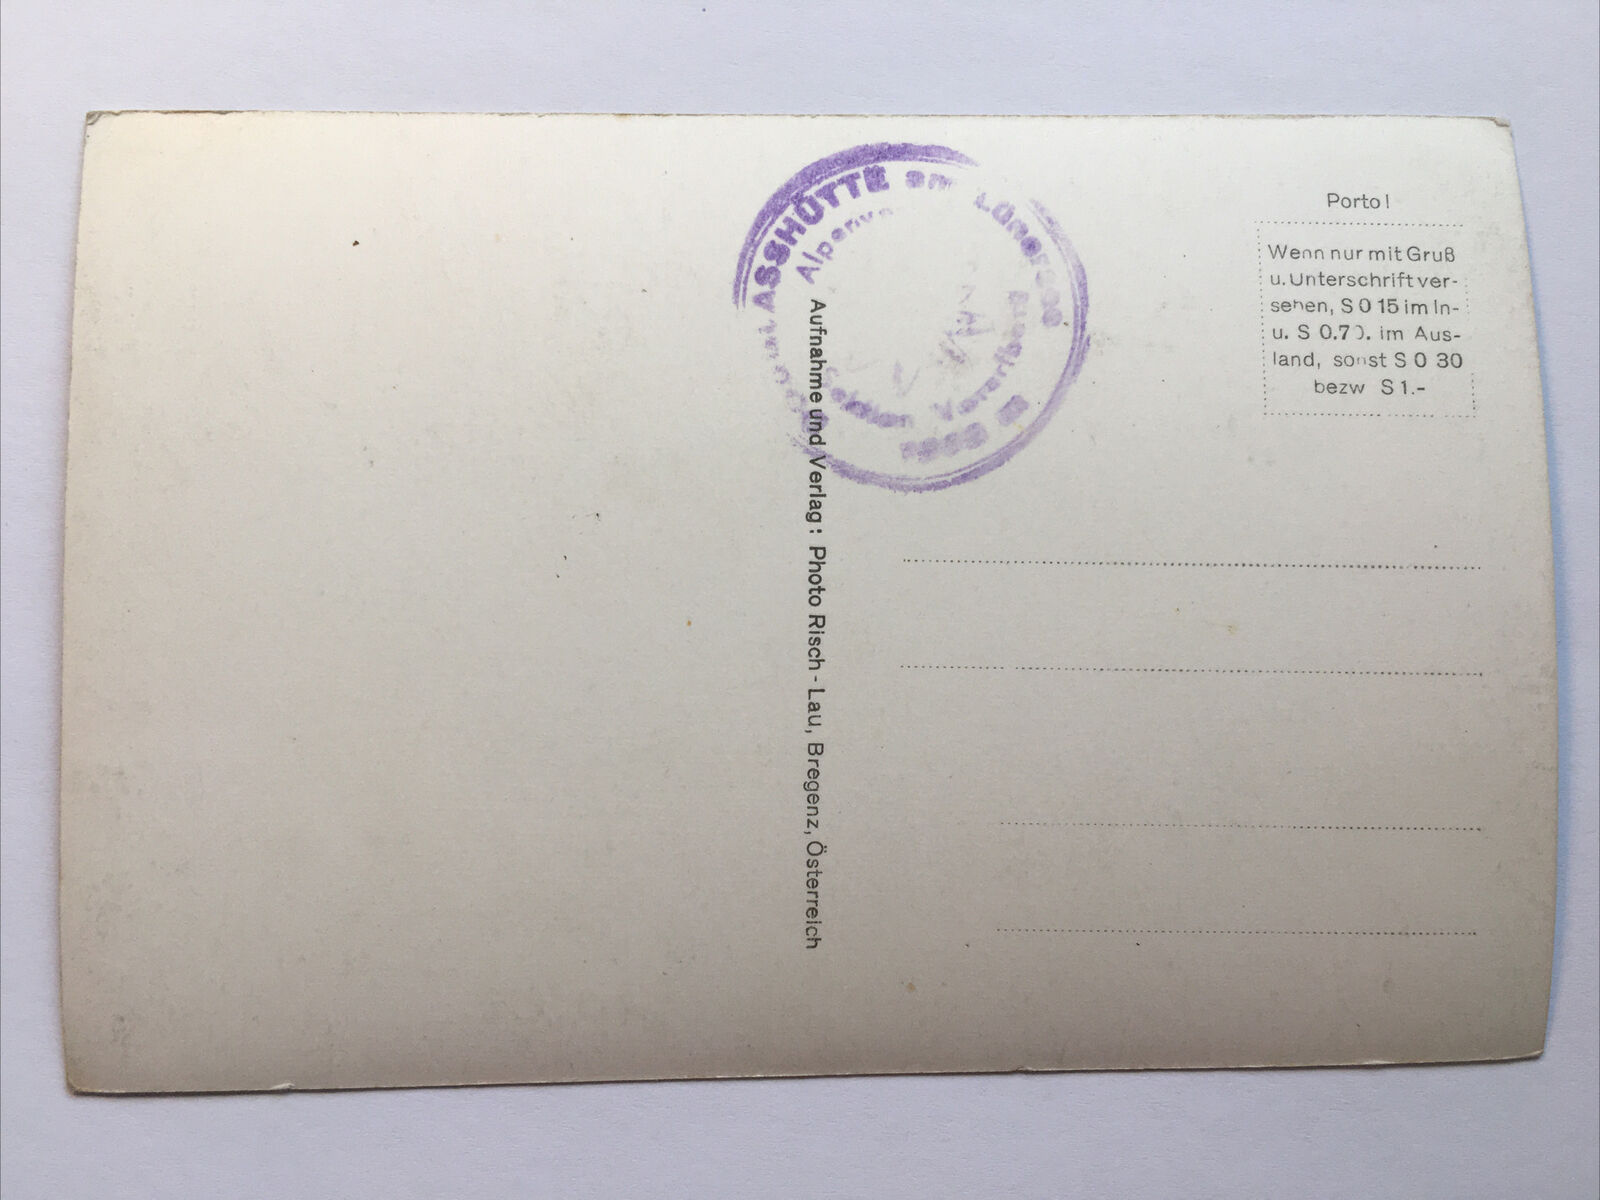 ASSHÜTTE am Lünersee
Alpenve
Sektion Vorarlberg
Porto!
Wenn nur mit Gruß
u. Unterschrift ver-
sehen, S 0 15 im In-
u. S 0.70. im Aus-
land, sonst S 0 30
bezw S 1.-
Aufnahme und Verlag: Photo Risch - Lau, Bregenz, Österreich